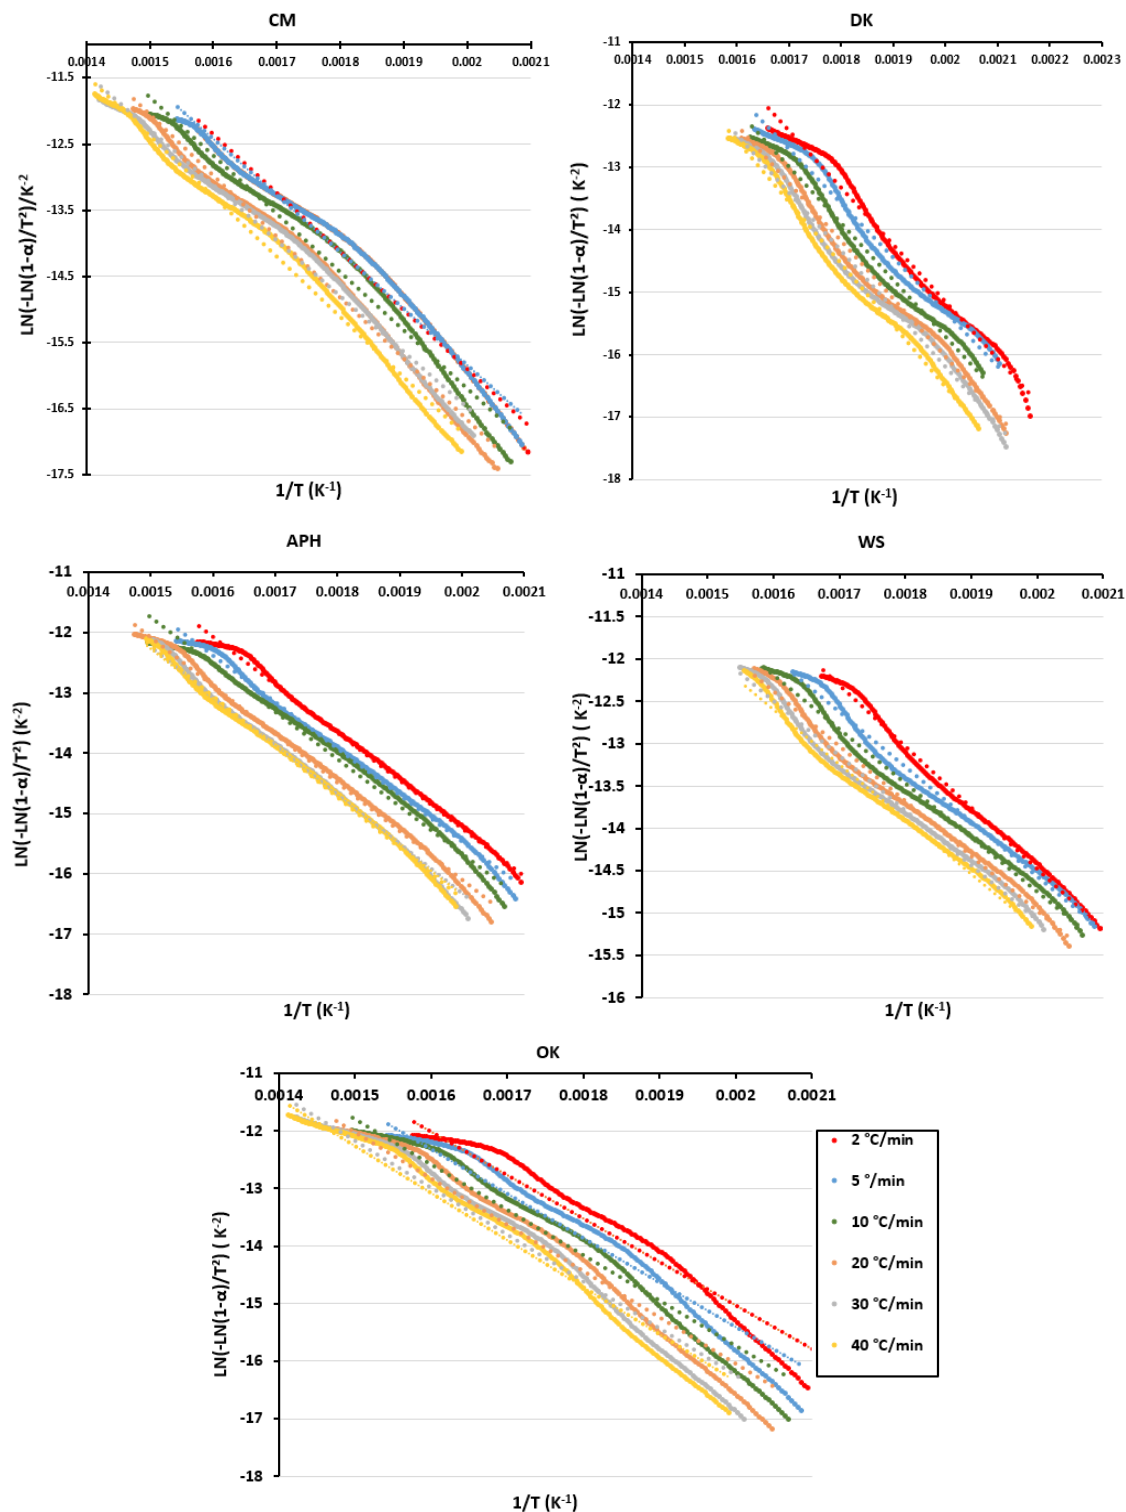 CM
0.0014 0.0015 0.0016 0.0017 0.0018 0.0019 0.002 0.0021
-11.5
-12.5
-13.5
-14.5
-15.5
-16.5
-17.5
LN(-LN(1-α)/T²)/K⁻²
1/T (K⁻¹)
DK
-11
0.0014 0.0015 0.0016 0.0017 0.0018 0.0019 0.002 0.0021 0.0022 0.0023
-12
-13
-14
-15
-16
-17
-18
LN(-LN(1-α)/T²) ( K⁻²)
1/T (K⁻¹)
APH
-11
0.0014 0.0015 0.0016 0.0017 0.0018 0.0019 0.002 0.0021
-12
-13
-14
-15
-16
-17
-18
LN(-LN(1-α)/T²) (K⁻²)
1/T (K⁻¹)
WS
-11
0.0014 0.0015 0.0016 0.0017 0.0018 0.0019 0.002 0.0021
-11.5
-12
-12.5
-13
-13.5
-14
-14.5
-15
-15.5
-16
LN(-LN(1-α)/T²) ( K⁻²)
1/T (K⁻¹)
OK
-11
0.0014 0.0015 0.0016 0.0017 0.0018 0.0019 0.002 0.0021
-12
-13
-14
-15
-16
-17
-18
LN(-LN(1-α)/T²) ( K⁻²)
1/T (K⁻¹)
2 °C/min
5 °/min
10 °C/min
20 °C/min
30 °C/min
40 °C/min